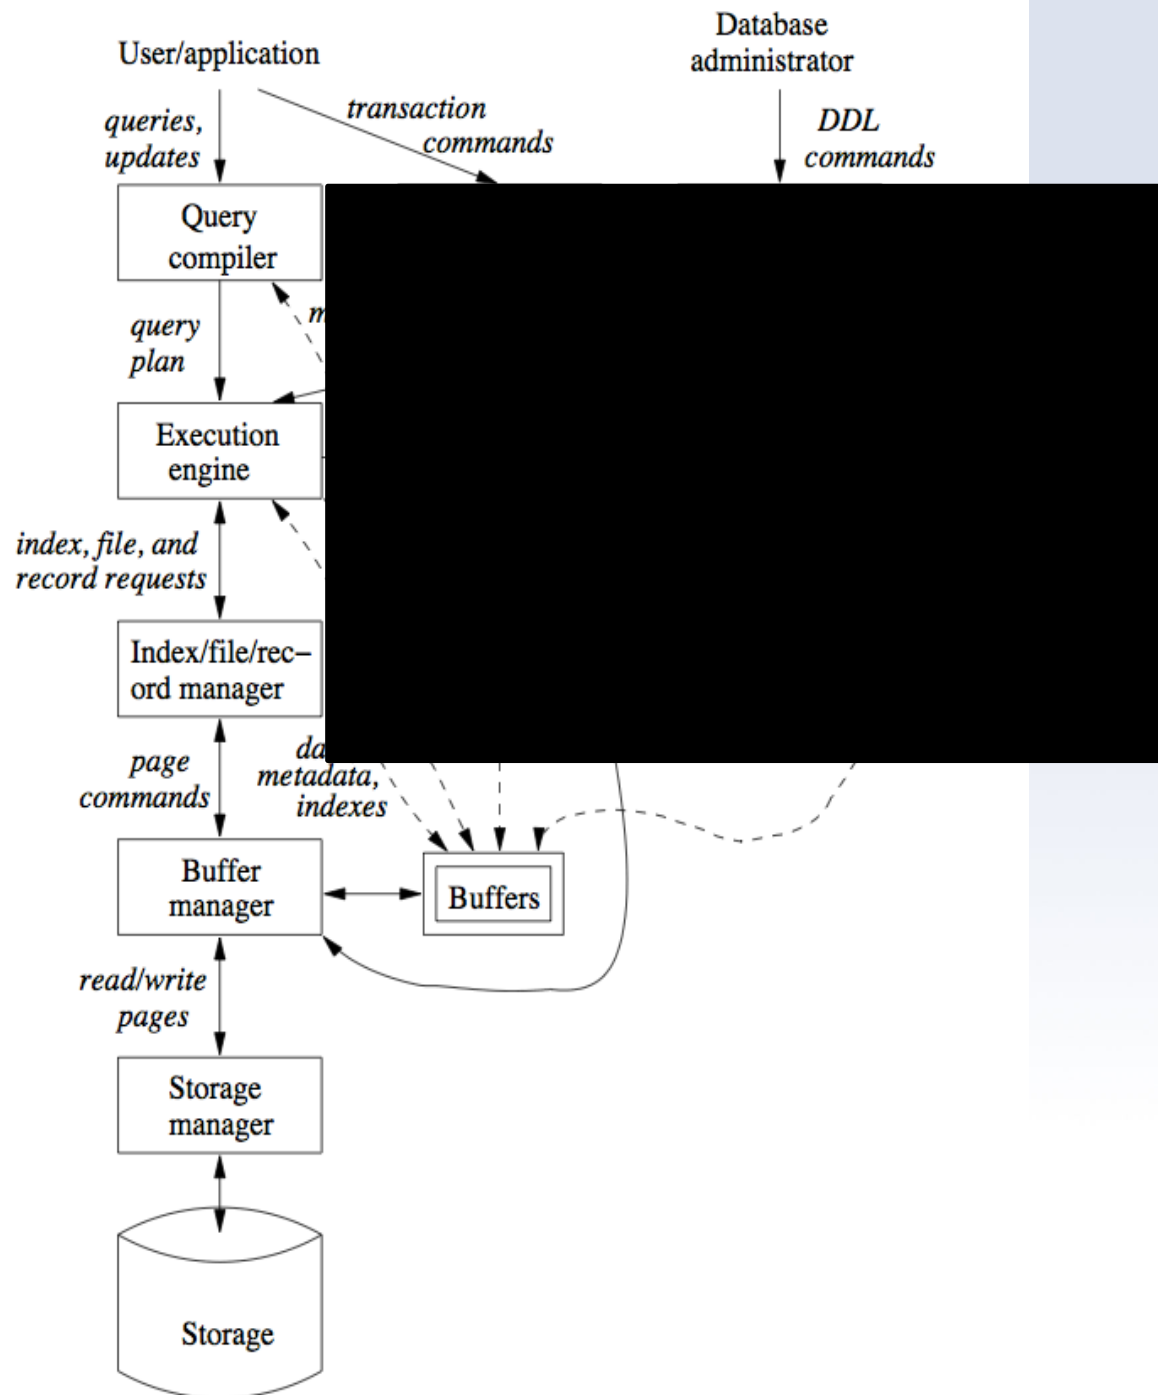 User/application
Database
administrator
queries,
updates
transaction
commands
DDL
commands
Query
compiler
query
plan
Execution
engine
index, file, and
record requests
Index/file/rec–
ord manager
page
commands
metadata,
indexes
Buffer
manager
Buffers
read/write
pages
Storage
manager
Storage